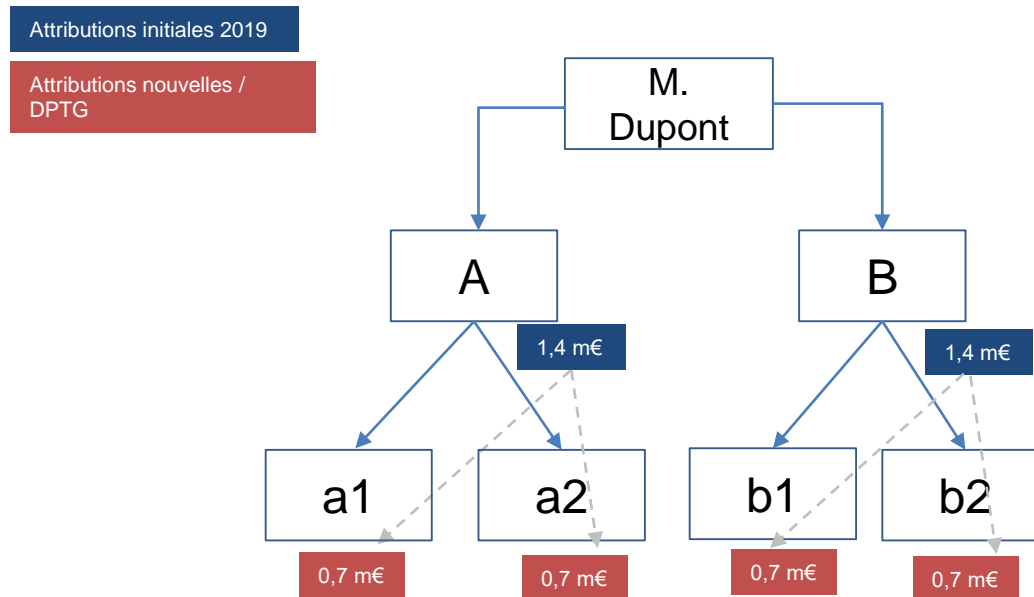 Attributions initiales 2019
Attributions nouvelles /
DPTG
M.
Dupont
A
B
1,4 m€
1,4 m€
a1
a2
b1
b2
0,7 m€
0,7 m€
0,7 m€
0,7 m€